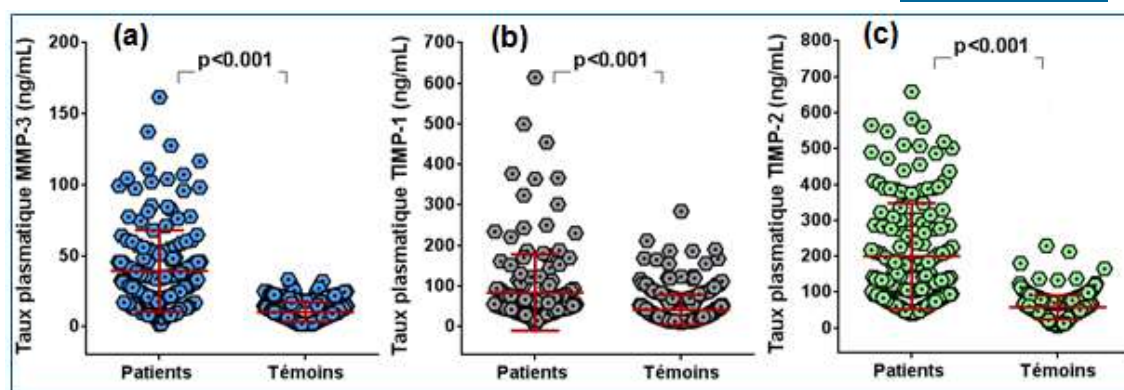 (a)
Taux plasmatique MMP-3 (ng/mL)
200
150
100
50
0
p<0.001
Patients
Témoins
(b)
Taux plasmatique TIMP-1 (ng/mL)
700
600
500
400
300
200
100
0
p<0.001
Patients
Témoins
(c)
Taux plasmatique TIMP-2 (ng/mL)
800
700
600
500
400
300
200
100
0
p<0.001
Patients
Témoins